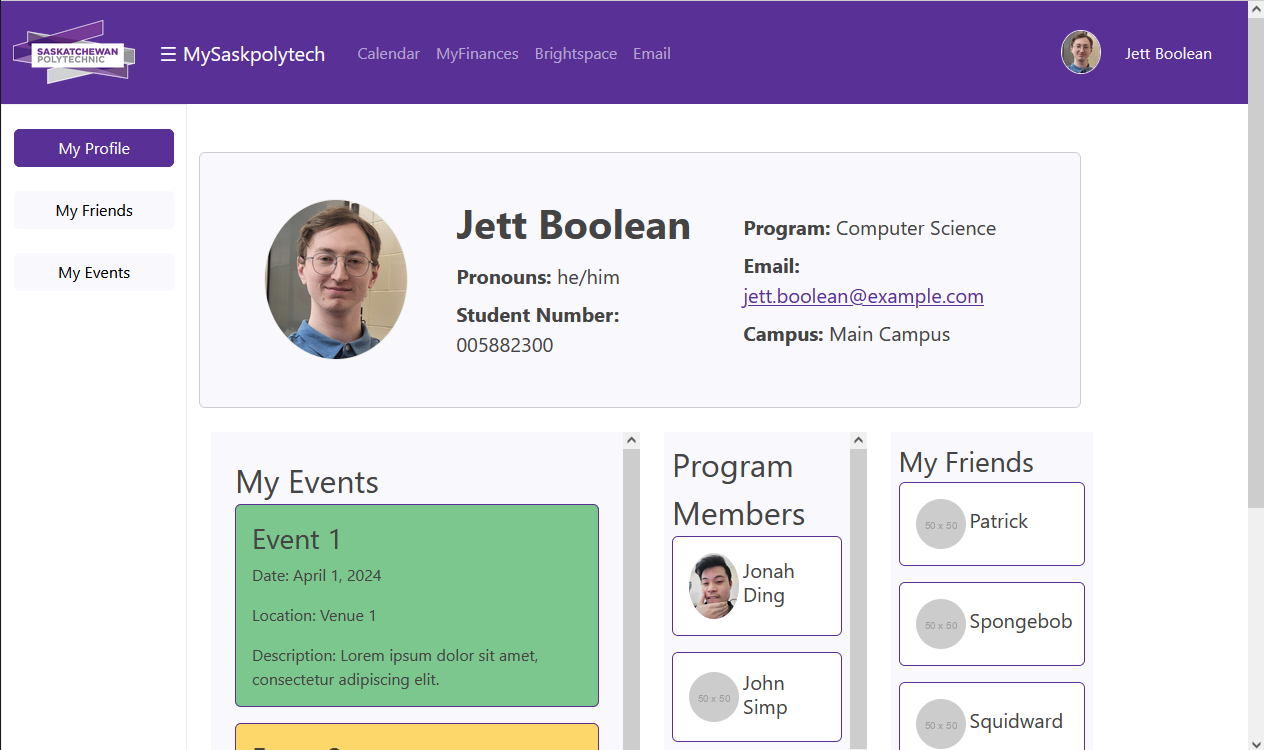 SASKATCHEWAN
POLYTECHNIC
☰ MySaskpolytech
Calendar
MyFinances
Brightspace
Email
Jett Boolean
My Profile
My Friends
My Events
Jett Boolean
Pronouns: he/him
Student Number:
005882300
Program: Computer Science
Email:
jett.boolean@example.com
Campus: Main Campus
My Events
Event 1
Date: April 1, 2024
Location: Venue 1
Description: Lorem ipsum dolor sit amet,
consectetur adipiscing elit.
Program
Members
Jonah
Ding
50 x 50
John
Simp
My Friends
50 x 50
Patrick
50 x 50
Spongebob
50 x 50
Squidward